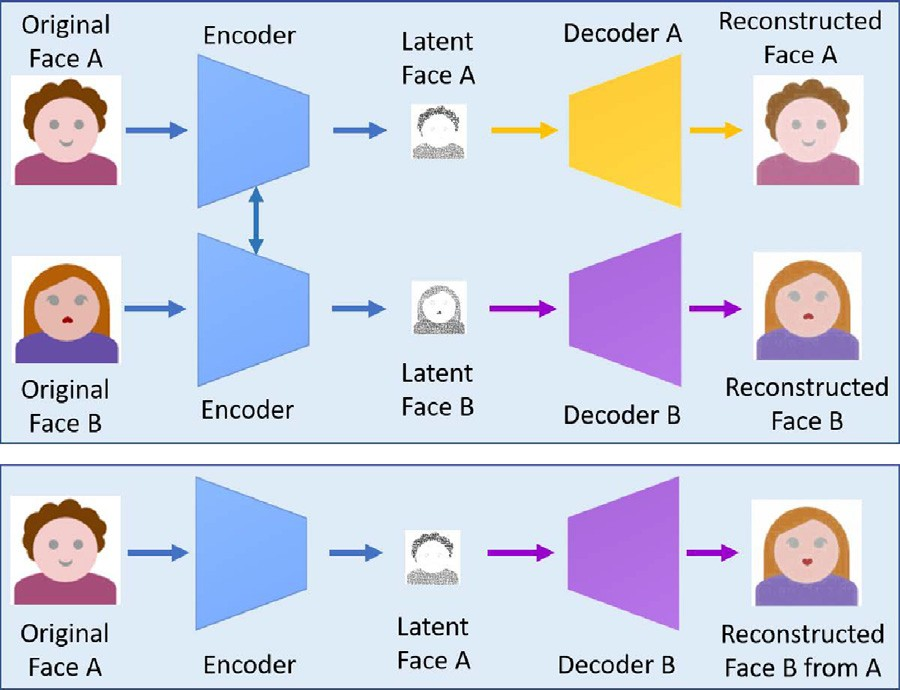 Original
Face A
Encoder
Latent
Face A
Decoder A
Reconstructed
Face A
Original
Face B
Encoder
Latent
Face B
Decoder B
Reconstructed
Face B
Original
Face A
Encoder
Latent
Face A
Decoder B
Reconstructed
Face B from A